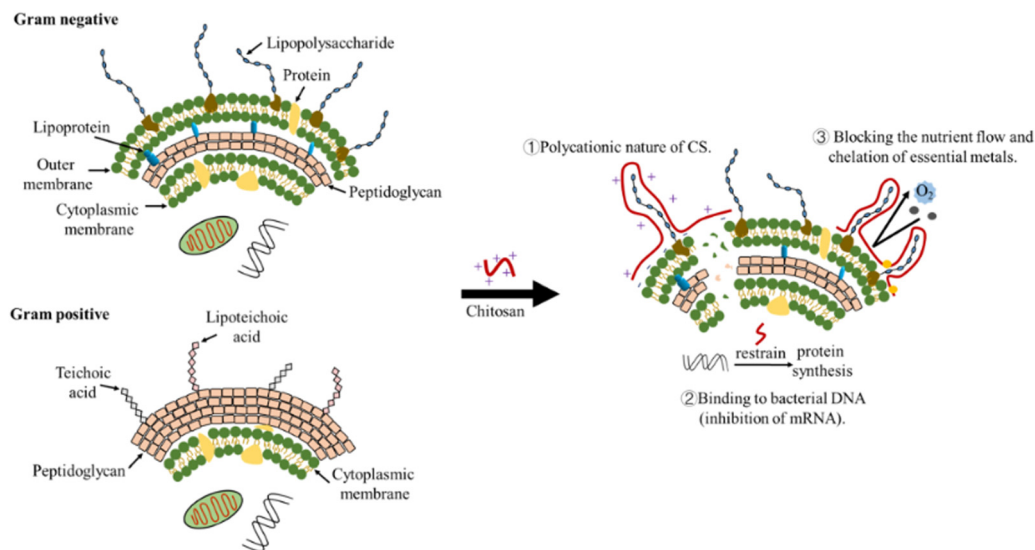 Gram negative
Lipopolysaccharide
Protein
Lipoprotein
Outer
membrane
Cytoplasmic
membrane
Peptidoglycan
Gram positive
Lipoteichoic
acid
Teichoic
acid
Peptidoglycan
Cytoplasmic
membrane
Chitosan
①Polycationic nature of CS.
③ Blocking the nutrient flow and
chelation of essential metals.
O₂
restrain
protein
synthesis
②Binding to bacterial DNA
(inhibition of mRNA).